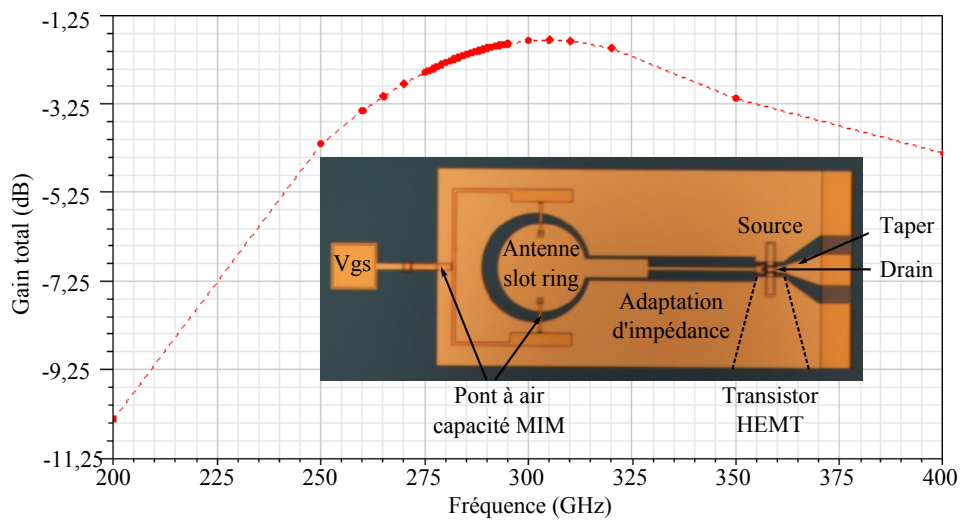 -1,25
-3,25
-5,25
-7,25
-9,25
-11,25
Gain total (dB)
200
225
250
275
300
325
350
375
400
Fréquence (GHz)
Vgs
Antenne
slot ring
Source
Taper
Drain
Adaptation
d'impédance
Pont à air
capacité MIM
Transistor
HEMT